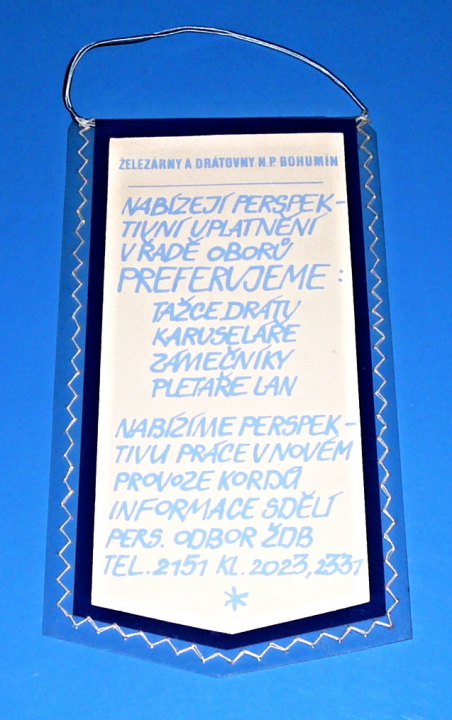 ŽELEZÁRNY A DRÁTOVNY N.P. BOHUMÍN
NABÍZEJÍ PERSPEK-
TIVNÍ UPLATNĚNÍ
V ŘADĚ OBORŮ
PREFERUJEME :
TAŽCE DRÁTU
KARUSELÁŘE
ZÁMEČNÍKY
PLETAŘE LAN
NABÍZÍME PERSPEK-
TIVU PRÁCE V NOVÉM
PROVOZE KORDŮ
INFORMACE SDĚLÍ
PERS. ODBOR ŽDB
TEL. 2151 KL. 2023, 2331
*